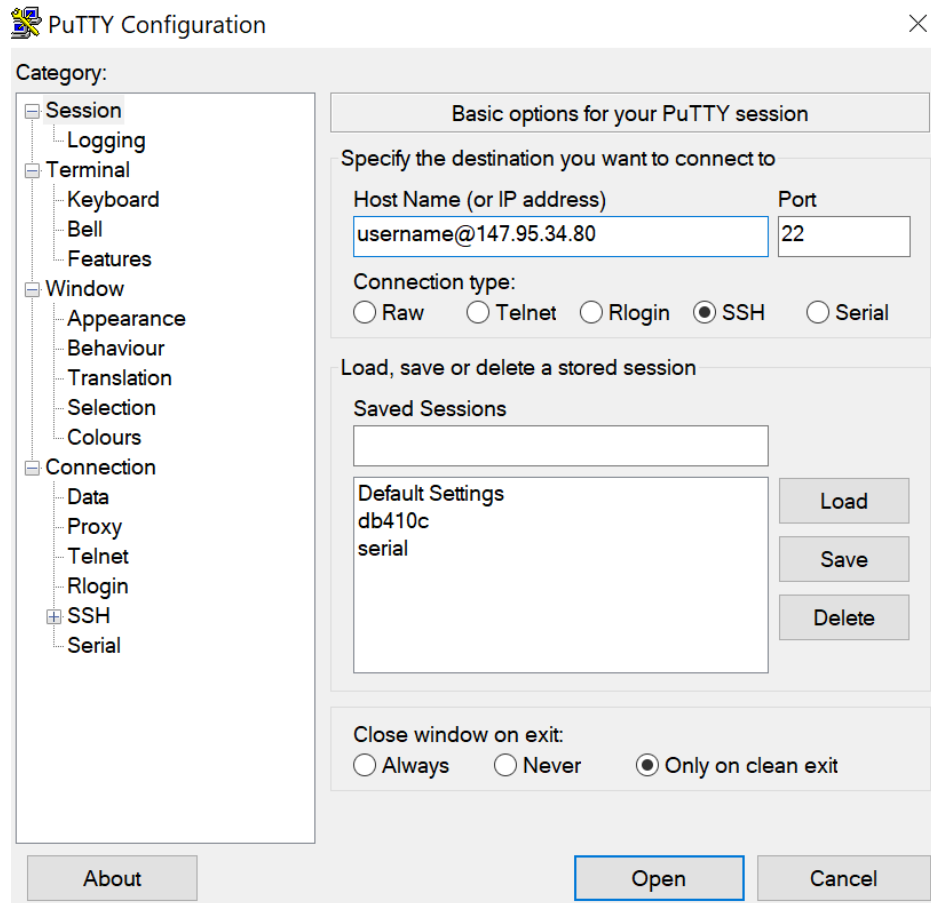 PuTTY Configuration
Category:
Session
Logging
Terminal
Keyboard
Bell
Features
Window
Appearance
Behaviour
Translation
Selection
Colours
Connection
Data
Proxy
Telnet
Rlogin
SSH
Serial
Basic options for your PuTTY session
Specify the destination you want to connect to
Host Name (or IP address) Port
username@147.95.34.80 22
Connection type:
Raw Telnet Rlogin SSH Serial
Load, save or delete a stored session
Saved Sessions
Default Settings
db410c
serial
Load
Save
Delete
Close window on exit:
Always Never Only on clean exit
About Open Cancel